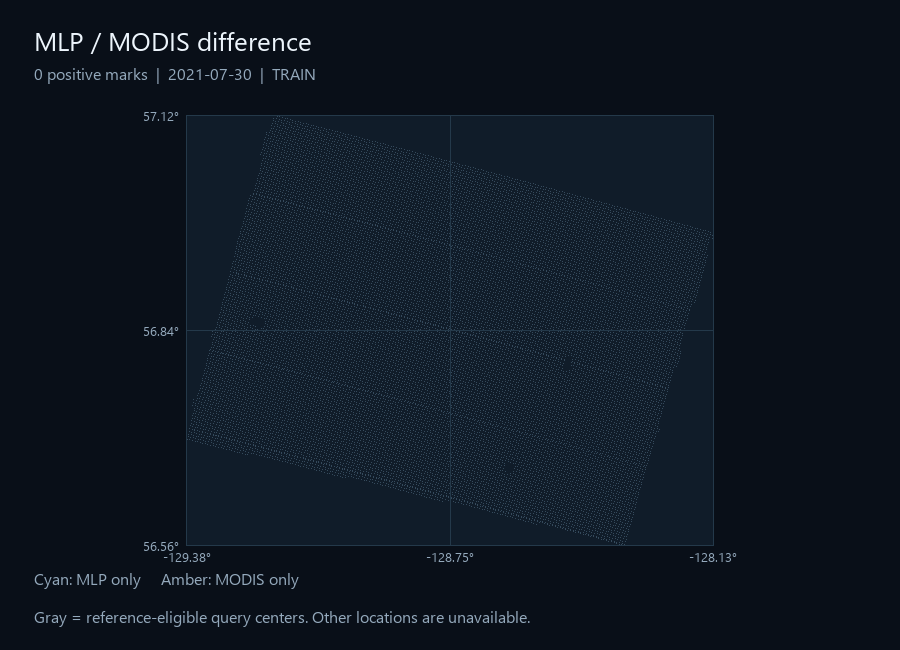 MLP / MODIS difference
0 positive marks | 2021-07-30 | TRAIN
57.12°
56.84°
56.56°
-129.38° -128.75° -128.13°
Cyan: MLP only Amber: MODIS only
Gray = reference-eligible query centers. Other locations are unavailable.